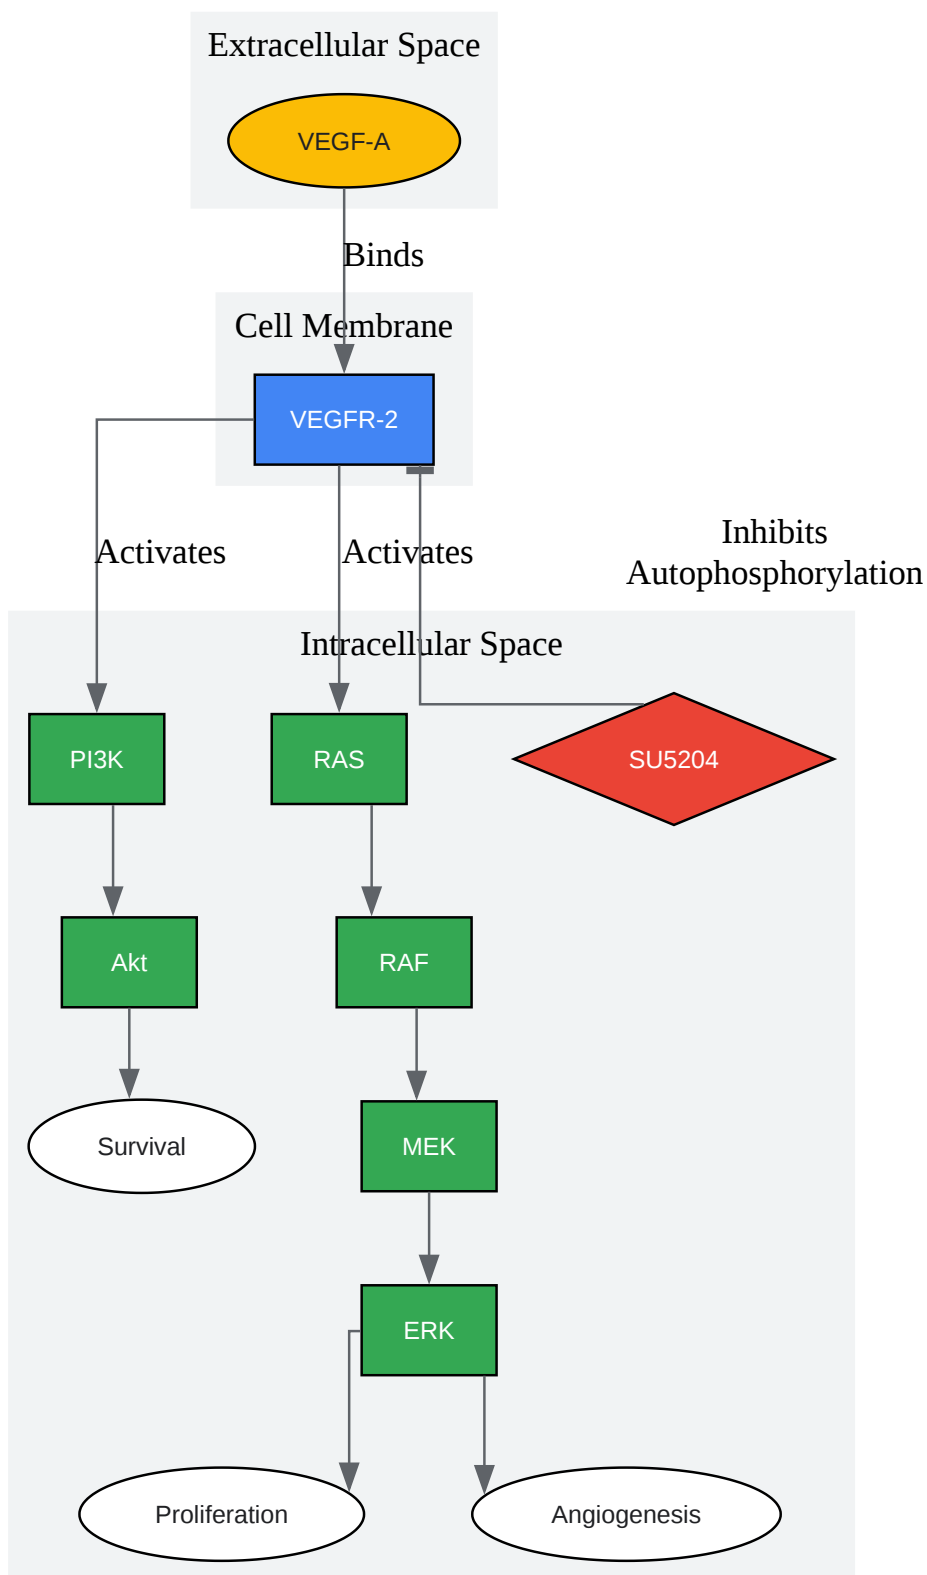 Extracellular Space
VEGF-A
Binds
Cell Membrane
VEGFR-2
Activates
Activates
Inhibits
Autophosphorylation
Intracellular Space
PI3K
RAS
SU5204
Akt
RAF
Survival
MEK
ERK
Proliferation
Angiogenesis